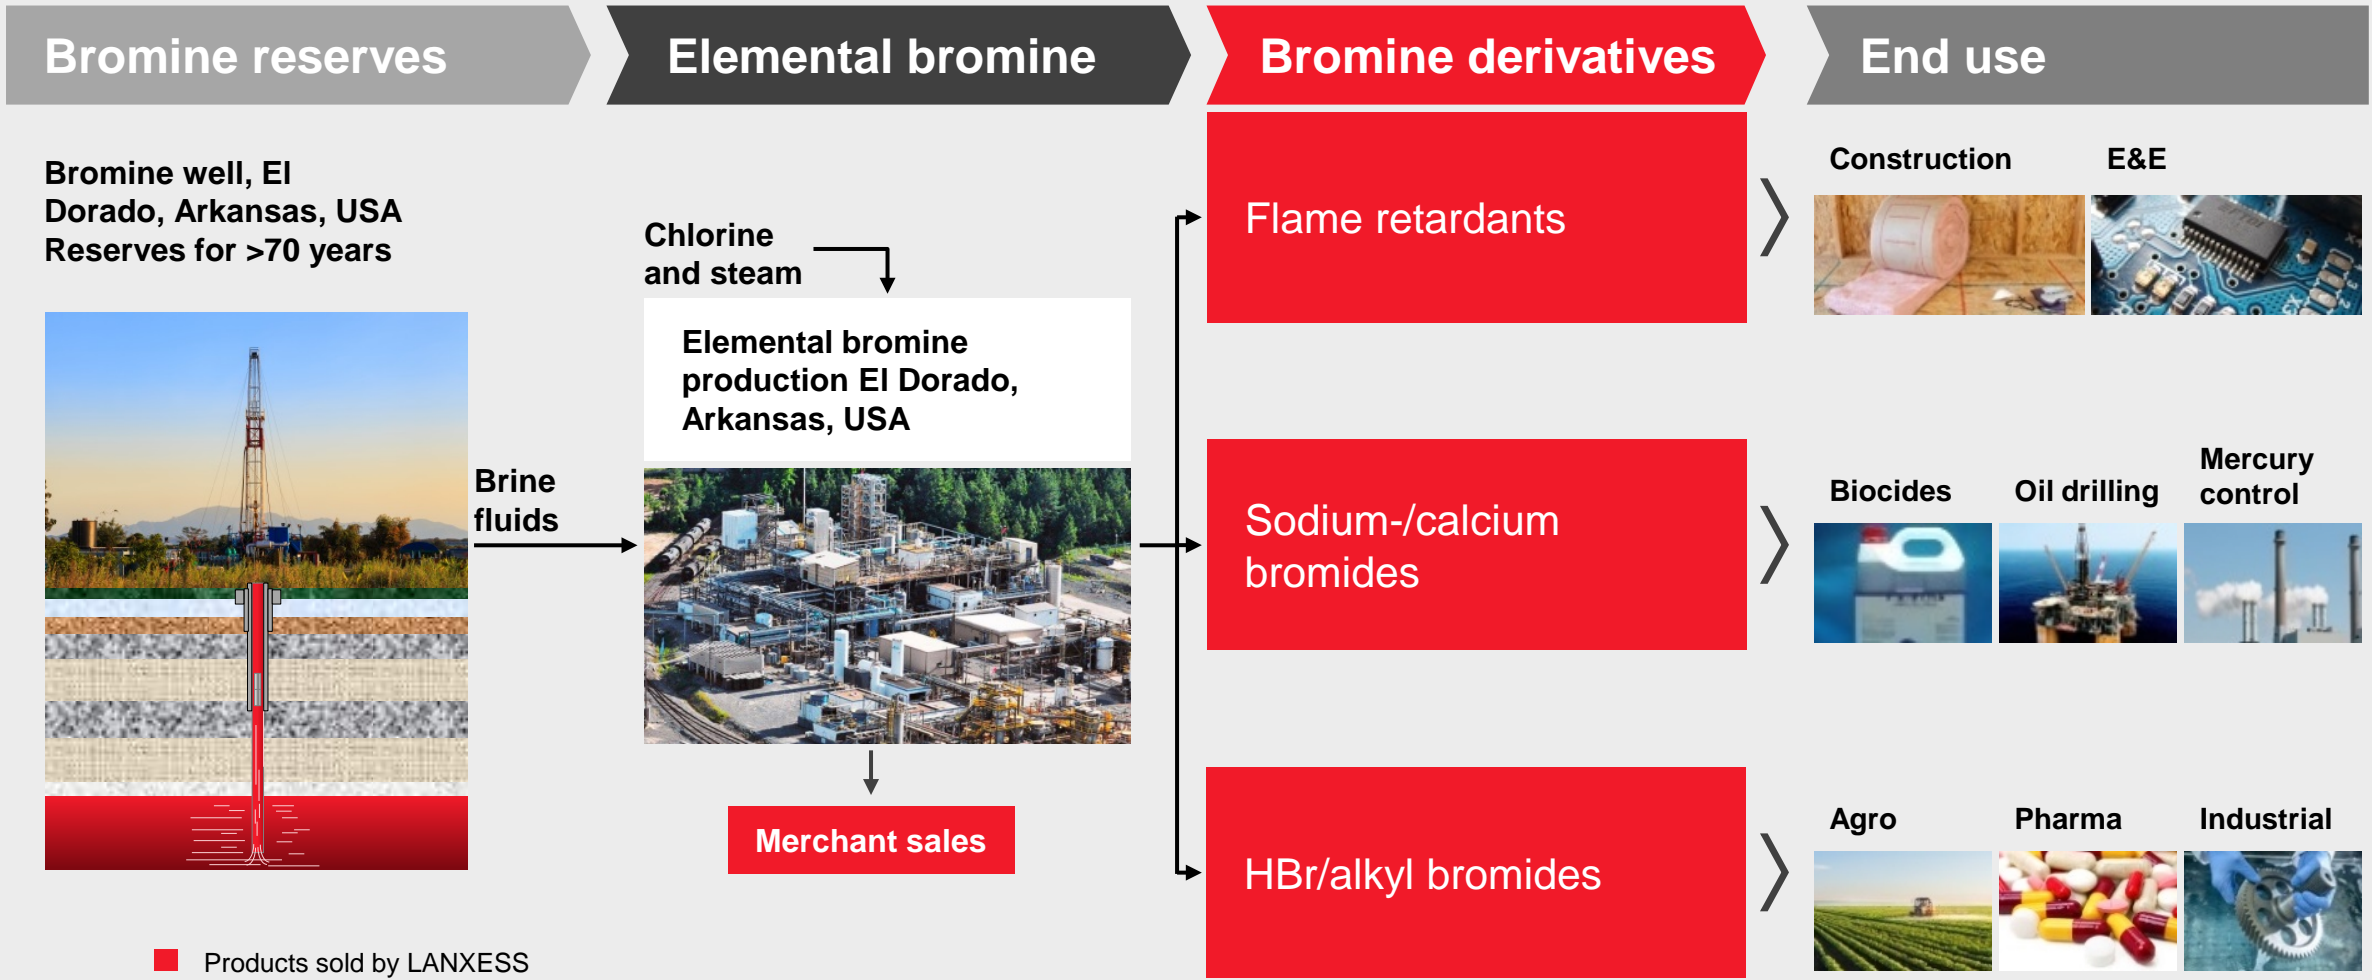 Bromine reserves
Elemental bromine
Bromine derivatives
End use
Bromine well, El
Dorado, Arkansas, USA
Reserves for >70 years
Brine
fluids
Chlorine
and steam
Elemental bromine
production El Dorado,
Arkansas, USA
Merchant sales
Flame retardants
Construction
E&E
Sodium-/calcium
bromides
Biocides
Oil drilling
Mercury
control
HBr/alkyl bromides
Agro
Pharma
Industrial
Products sold by LANXESS